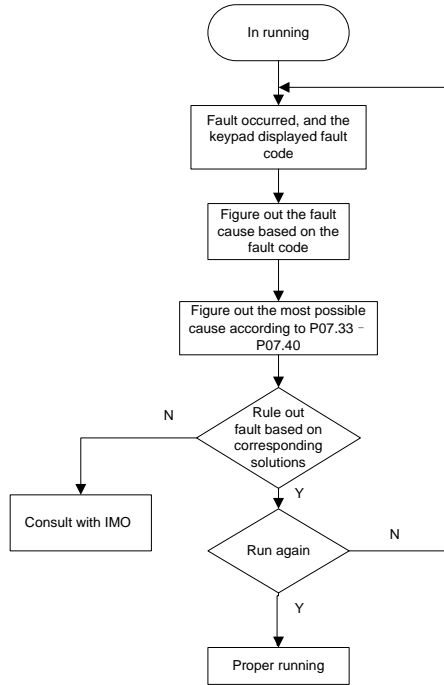 In running
Fault occurred, and the
keypad displayed fault
code
Figure out the fault
cause based on the
fault code
Figure out the most possible
cause according to P07.33–
P07.40
N
Rule out
fault based on
corresponding
solutions
Y
Consult with IMO
Run again
N
Y
Proper running